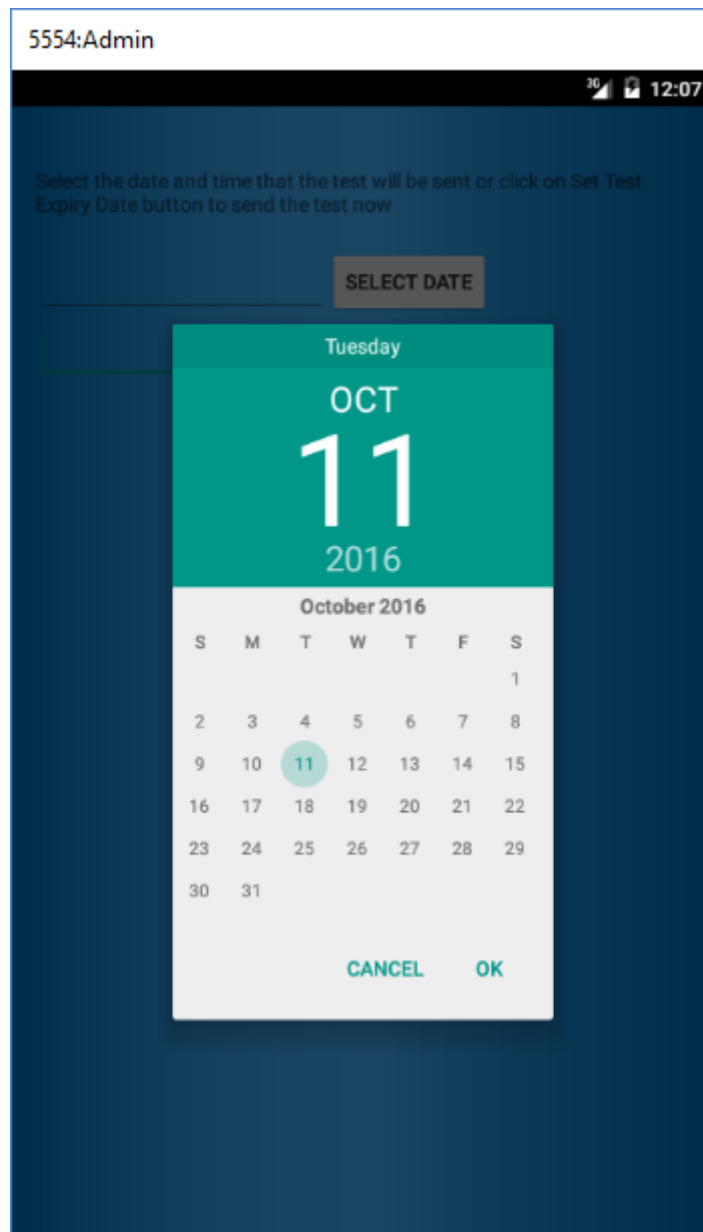 5554:Admin
3G 12:07
Select the date and time that the test will be sent or click on Set Test
Expiry Date button to send the test now
SELECT DATE
Tuesday
OCT
11
2016
October 2016
S M T W T F S
1
2 3 4 5 6 7 8
9 10 11 12 13 14 15
16 17 18 19 20 21 22
23 24 25 26 27 28 29
30 31
CANCEL OK